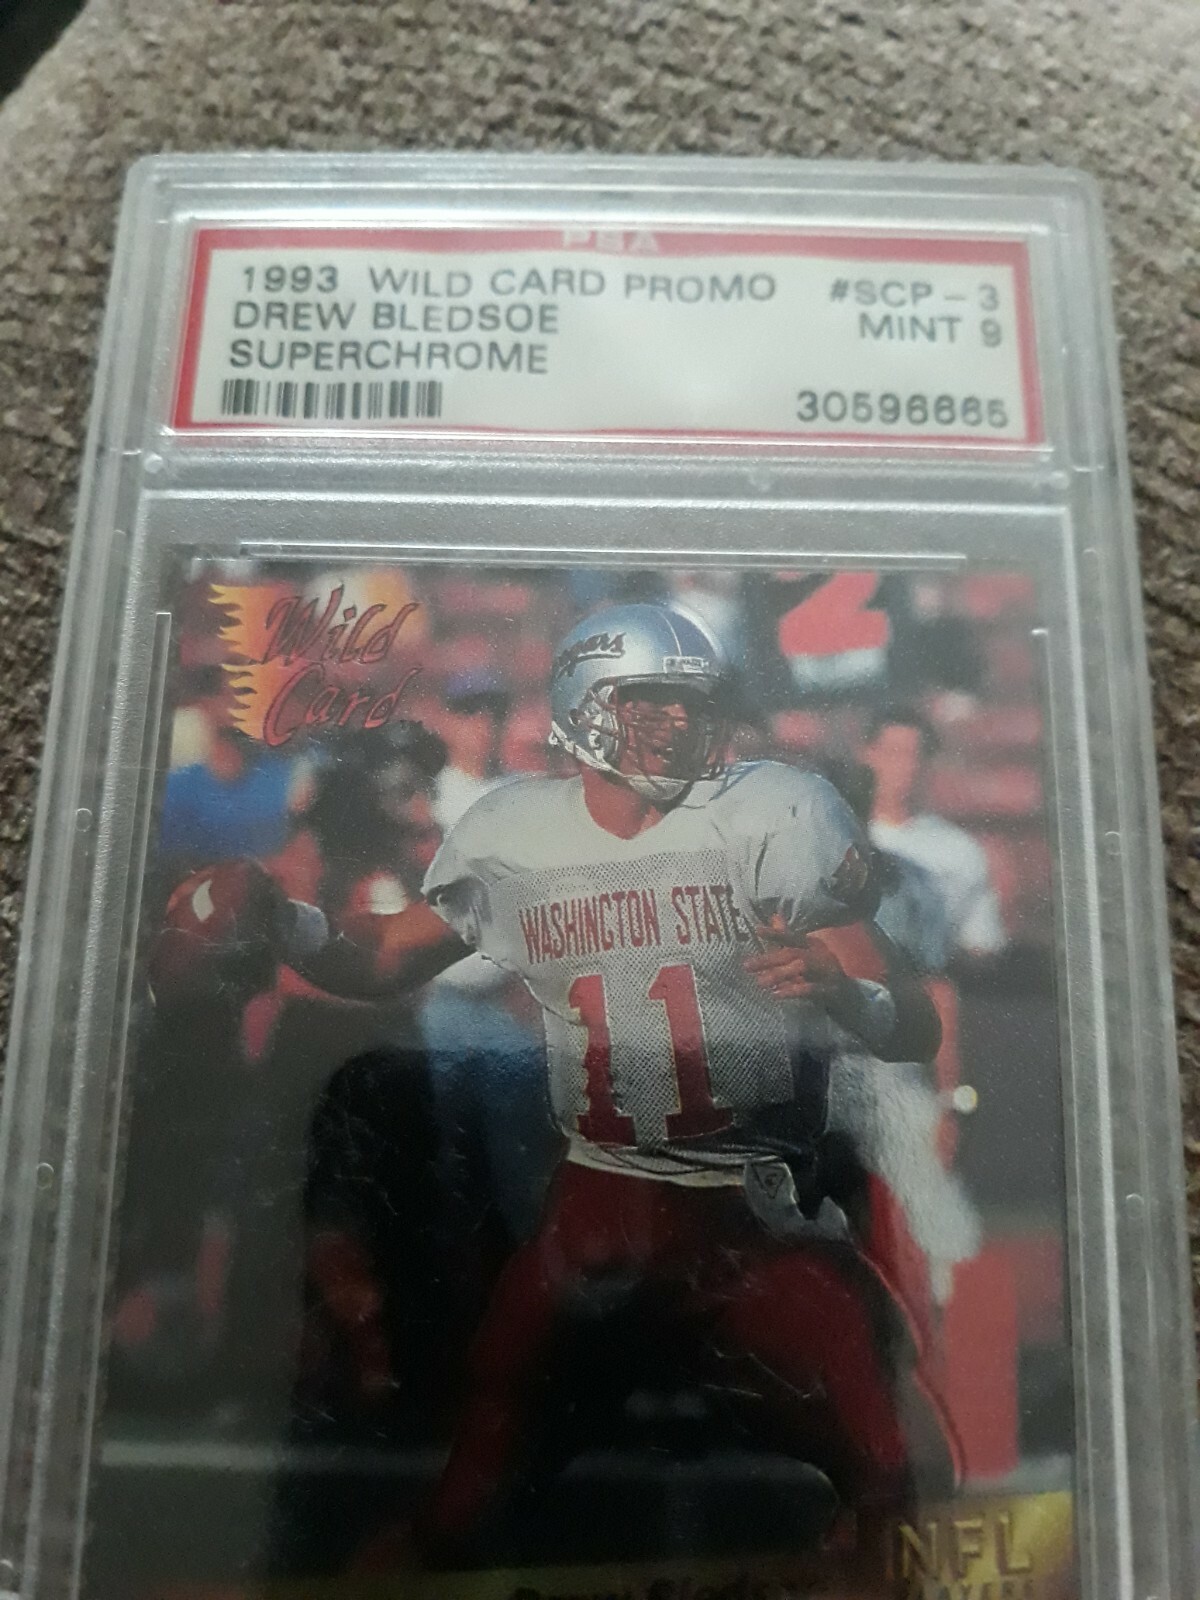 PSA
1993 WILD CARD PROMO #SCP-3
DREW BLEDSOE MINT 9
SUPERCHROME
30596665
Wild
Card
WASHINGTON STATE
11
NFL